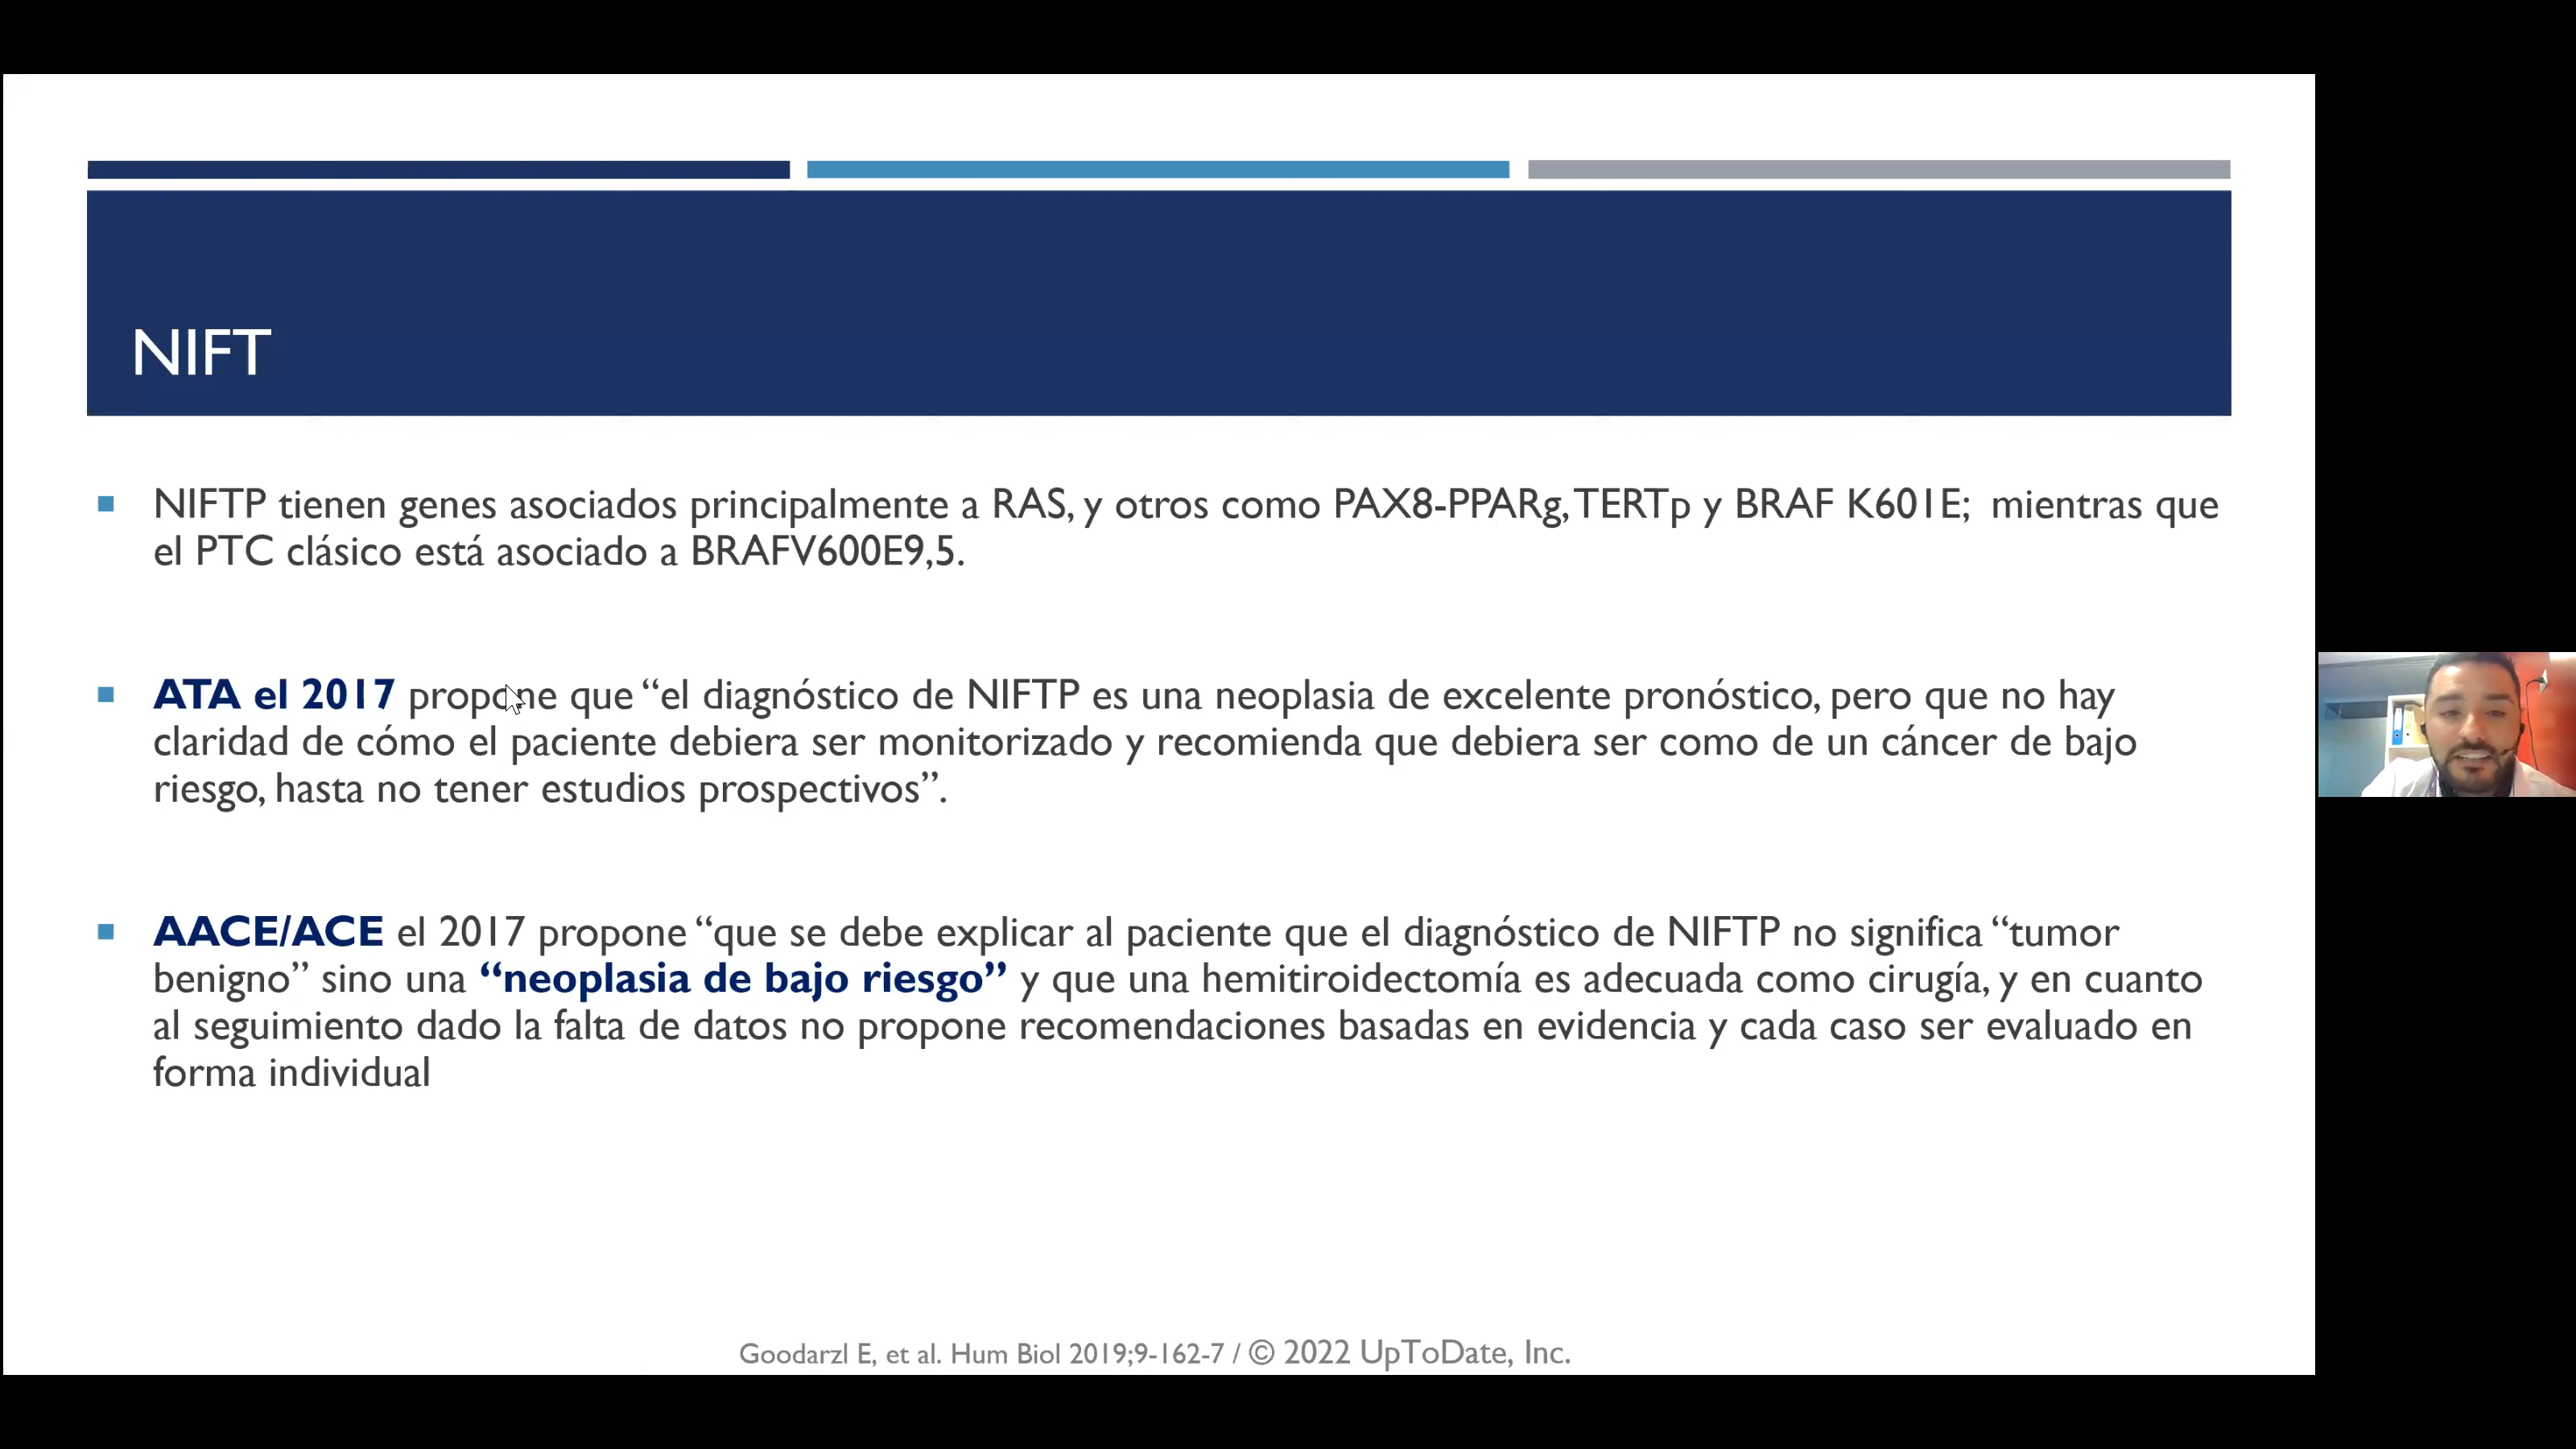 NIFT
NIFTP tienen genes asociados principalmente a RAS, y otros como PAX8-PPARg, TERTp y BRAF K601E; mientras que
el PTC clásico está asociado a BRAFV600E9,5.
ATA el 2017 propone que “el diagnóstico de NIFTP es una neoplasia de excelente pronóstico, pero que no hay
claridad de cómo el paciente debiera ser monitorizado y recomienda que debiera ser como de un cáncer de bajo
riesgo, hasta no tener estudios prospectivos”.
AACE/ACE el 2017 propone “que se debe explicar al paciente que el diagnóstico de NIFTP no significa “tumor
benigno” sino una “neoplasia de bajo riesgo” y que una hemitiroidectomía es adecuada como cirugía, y en cuanto
al seguimiento dado la falta de datos no propone recomendaciones basadas en evidencia y cada caso ser evaluado en
forma individual
Goodarzl E, et al. Hum Biol 2019;9-162-7 / © 2022 UpToDate, Inc.